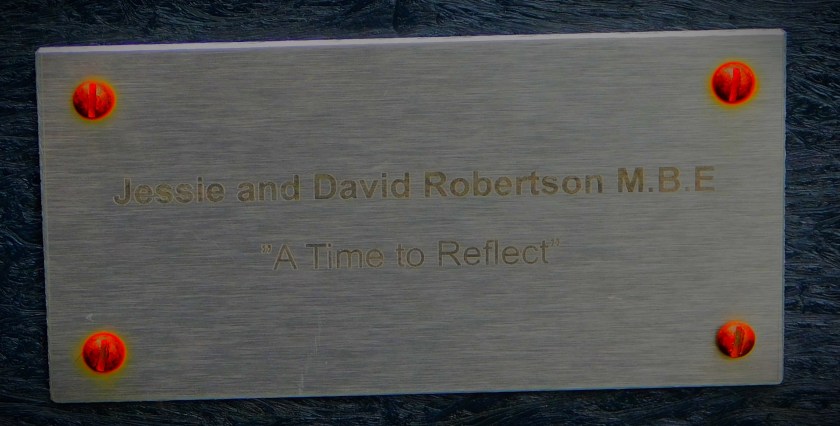 Jessie and David Robertson M.B.E
”A Time to Reflect”